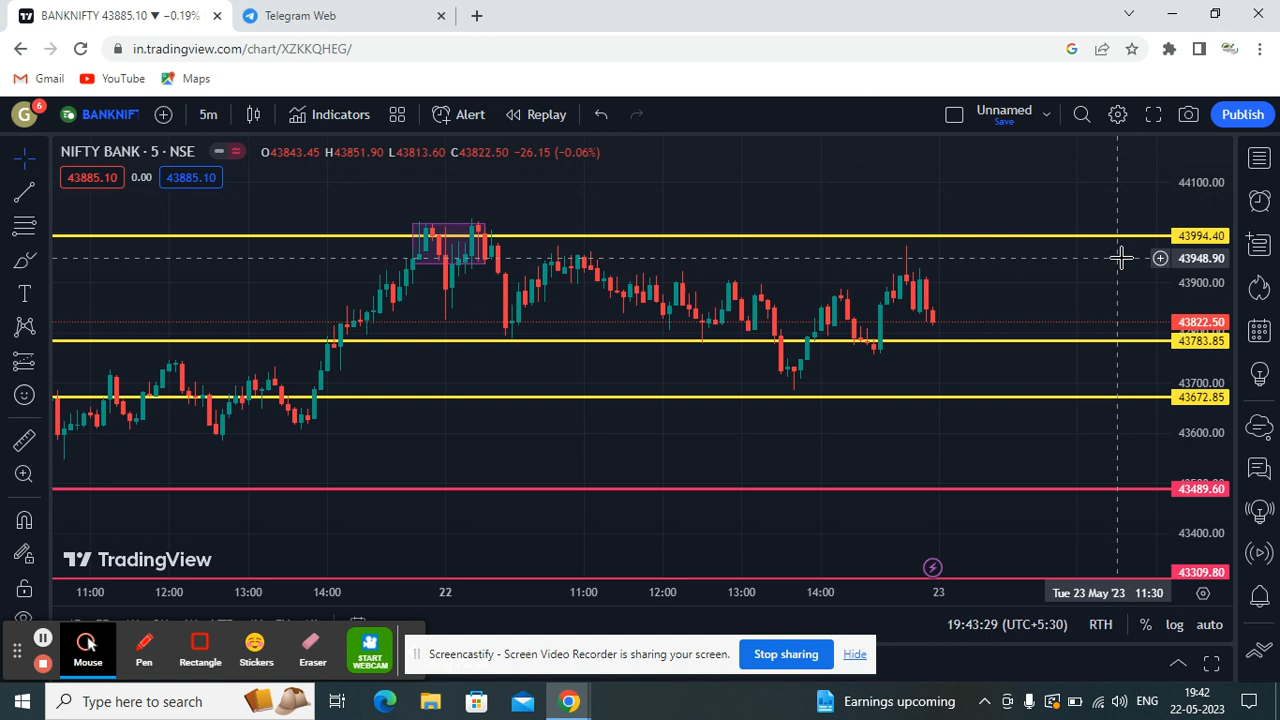 BANKNIFTY 43885.10 ▼ −0.19%
Telegram Web
in.tradingview.com/chart/XZKKQHEG/
Gmail
YouTube
Maps
G
6
BANKNIFT
5m
Indicators
Alert
Replay
Unnamed
Save
Publish
NIFTY BANK · 5 · NSE
O43843.45 H43851.90 L43813.60 C43822.50 −26.15 (−0.06%)
43885.10
0.00
43885.10
44100.00
43994.40
43948.90
43900.00
43822.50
43783.85
43700.00
43672.85
43600.00
43489.60
43400.00
43309.80
TradingView
11:00
12:00
13:00
14:00
22
11:00
12:00
13:00
14:00
23
Tue 23 May '23 11:30
19:43:29 (UTC+5:30)
RTH
%
log
auto
Mouse
Pen
Rectangle
Stickers
Eraser
START WEBCAM
Screencastify - Screen Video Recorder is sharing your screen.
Stop sharing
Hide
Type here to search
Earnings upcoming
ENG
19:42
22-05-2023